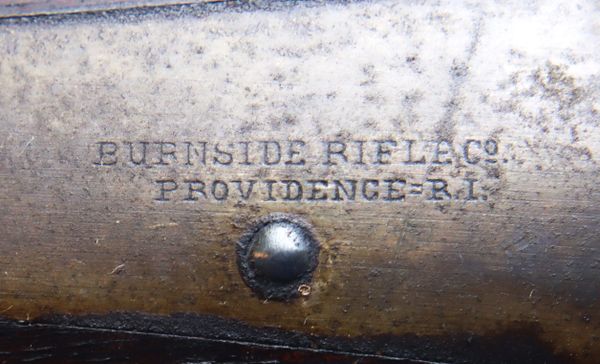 BURNSIDE RIFLE Cº.
PROVIDENCE=R.I.